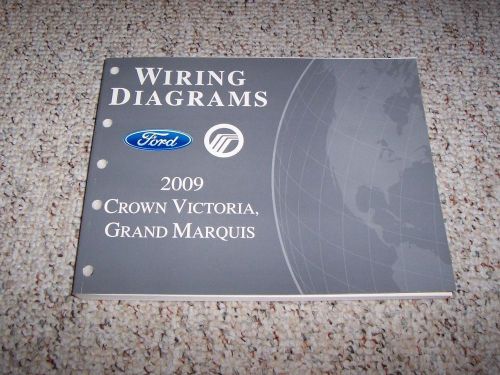 WIRING
DIAGRAMS
Ford
2009
CROWN VICTORIA,
GRAND MARQUIS